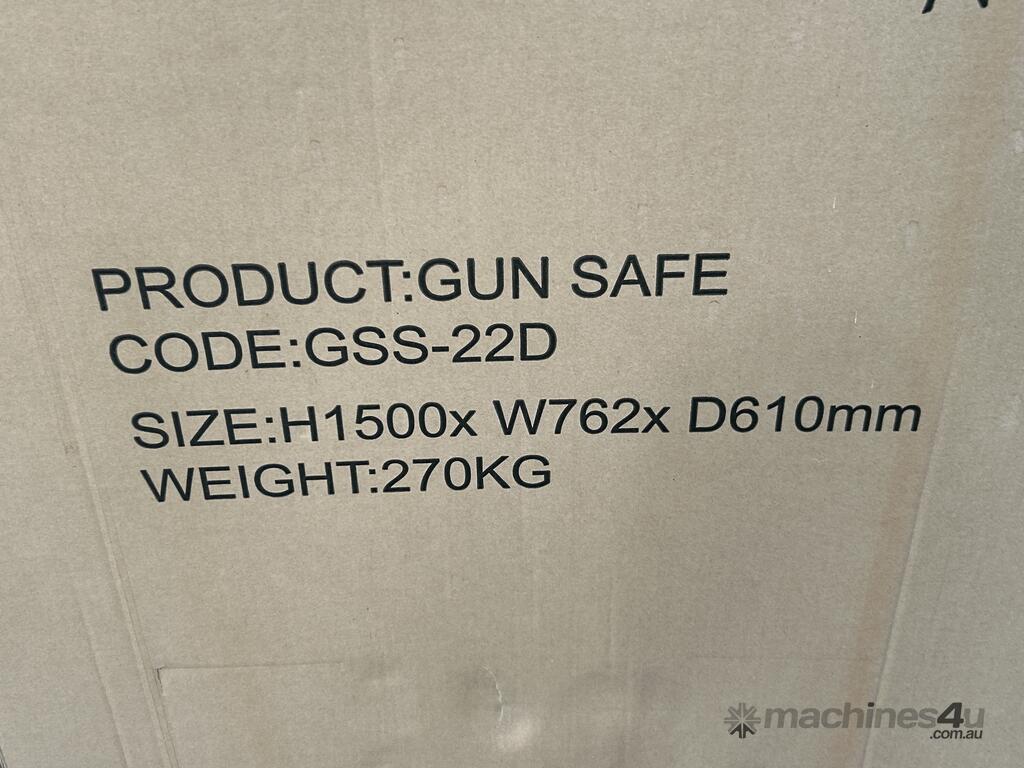 PRODUCT:GUN SAFE
CODE:GSS-22D
SIZE:H1500x W762x D610mm
WEIGHT:270KG
machines4u
.com.au